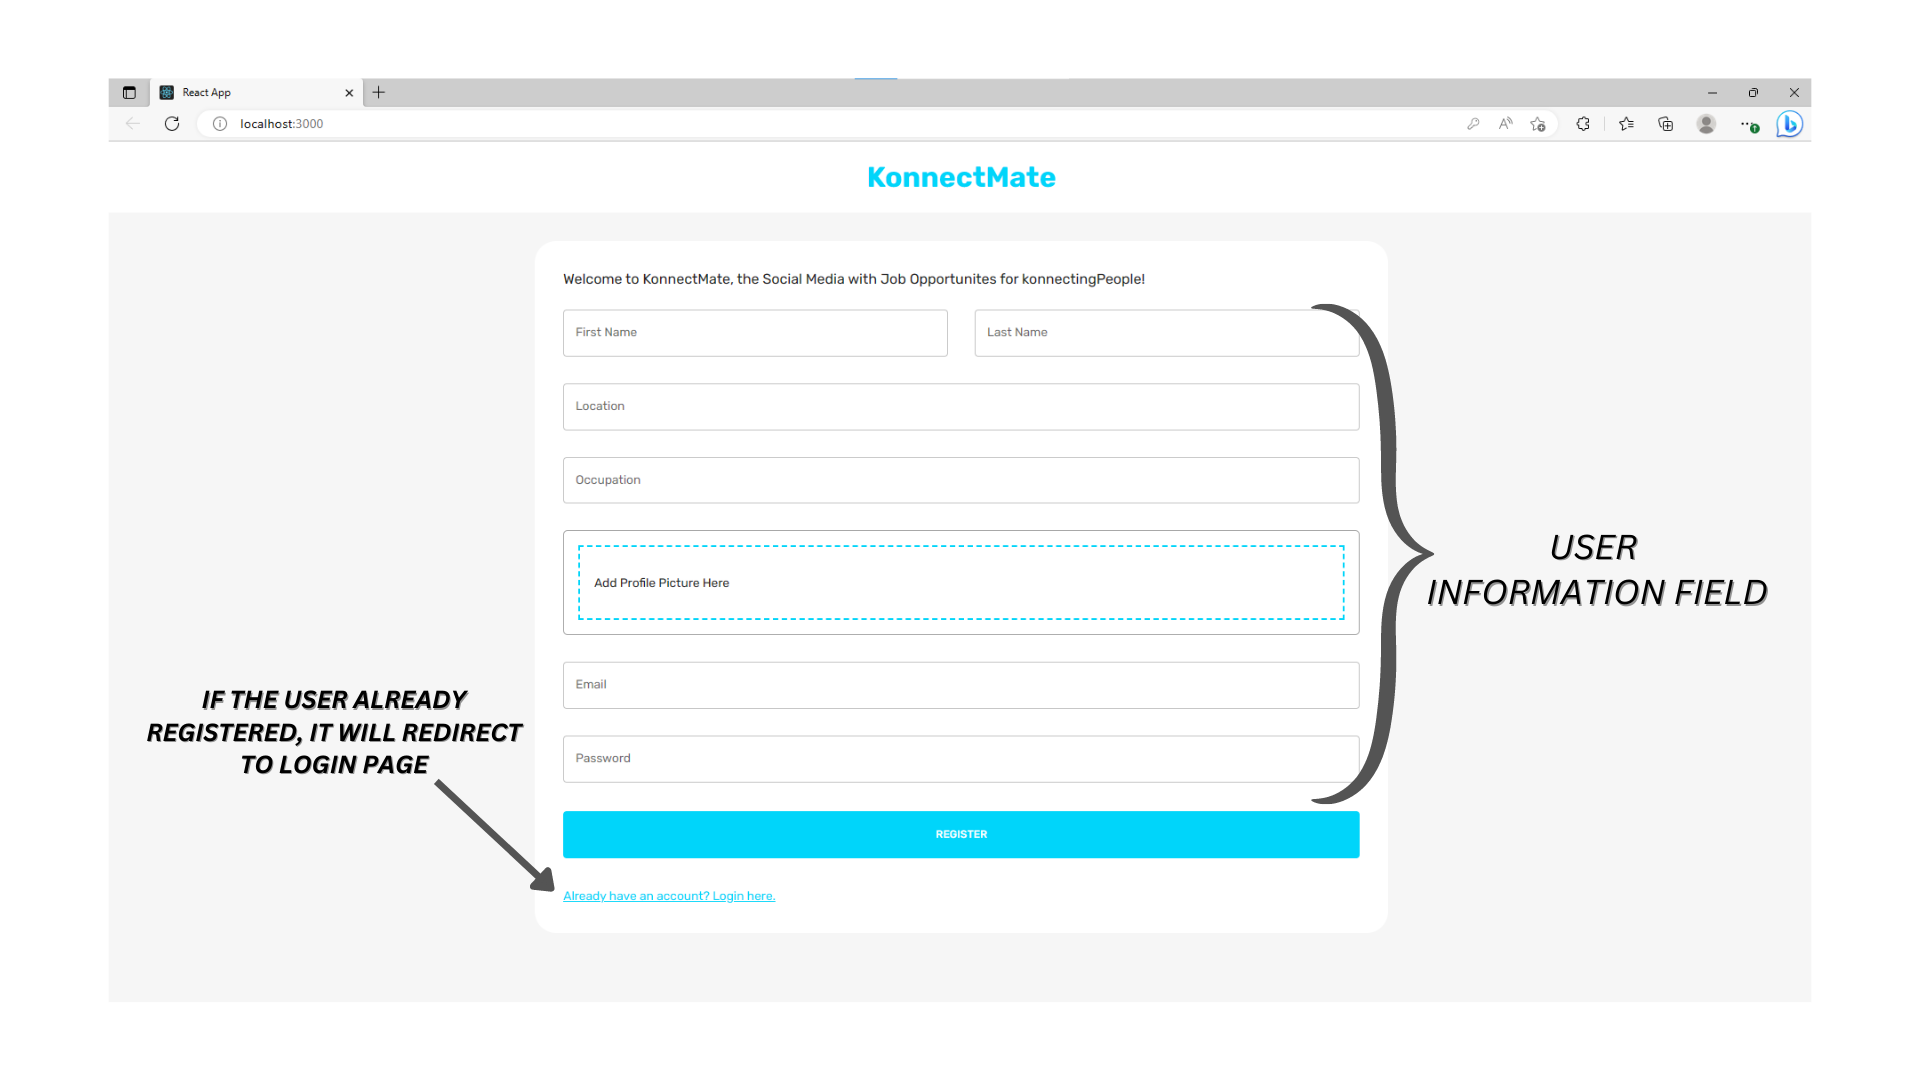 React App
localhost:3000
KonnectMate
Welcome to KonnectMate, the Social Media with Job Opportunites for konnectingPeople!
First Name
Last Name
Location
Occupation
Add Profile Picture Here
Email
Password
REGISTER
Already have an account? Login here.
USER
INFORMATION FIELD
IF THE USER ALREADY
REGISTERED, IT WILL REDIRECT
TO LOGIN PAGE